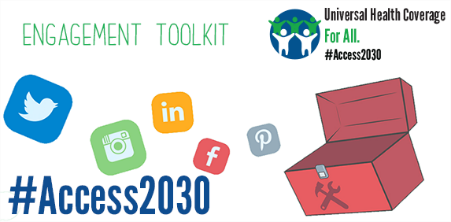 ENGAGEMENT TOOLKIT
Universal Health Coverage
For All.
#Access2030
#Access2030